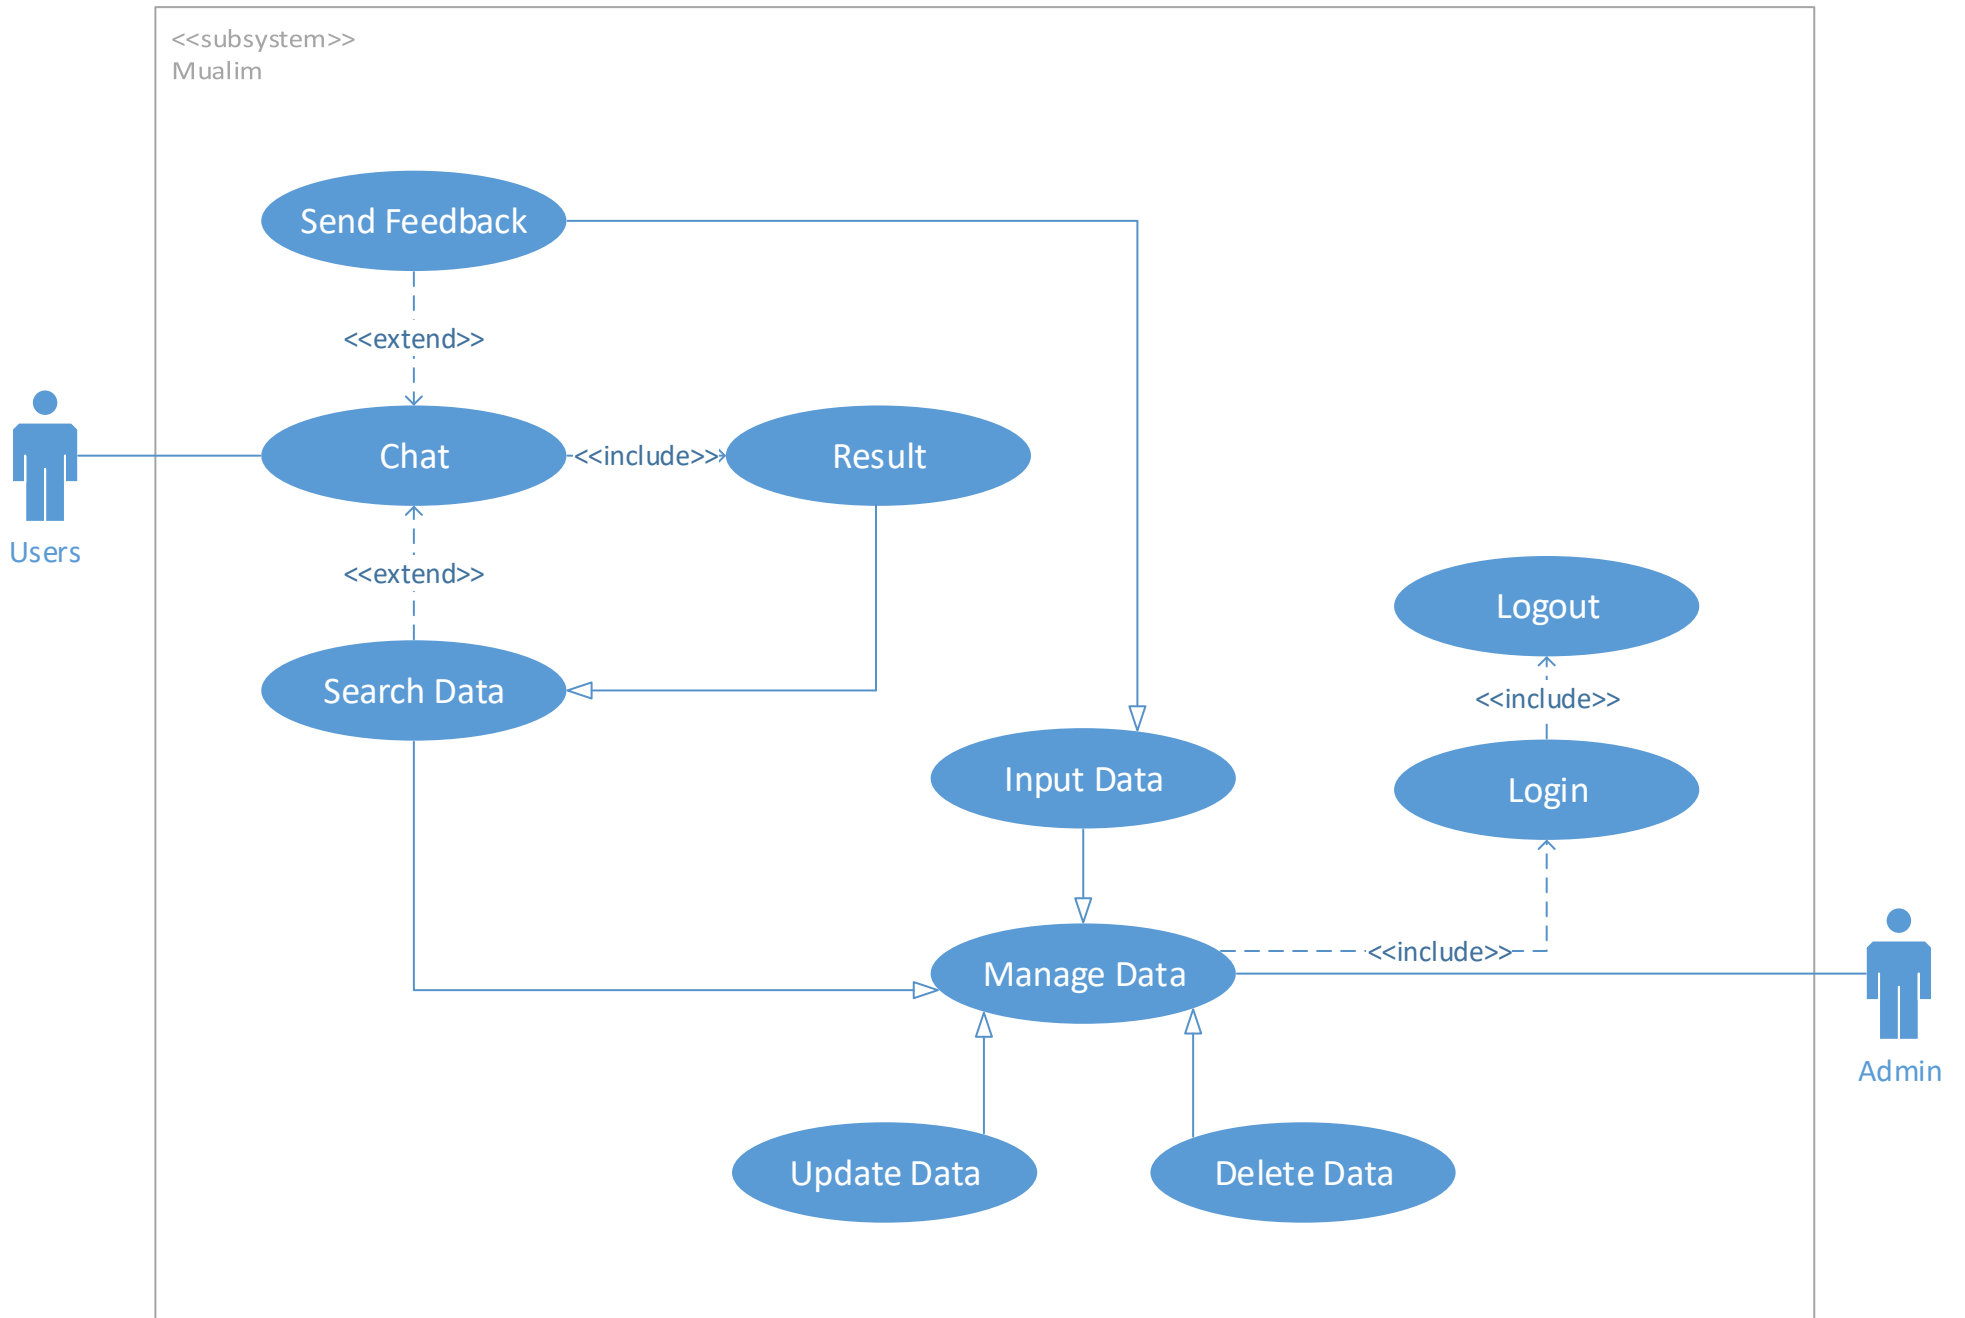 <<subsystem>>
Mualim
Send Feedback
<<extend>>
Chat
<<include>>
Result
Users
<<extend>>
Logout
Search Data
<<include>>
Input Data
Login
<<include>>
Manage Data
Admin
Update Data
Delete Data